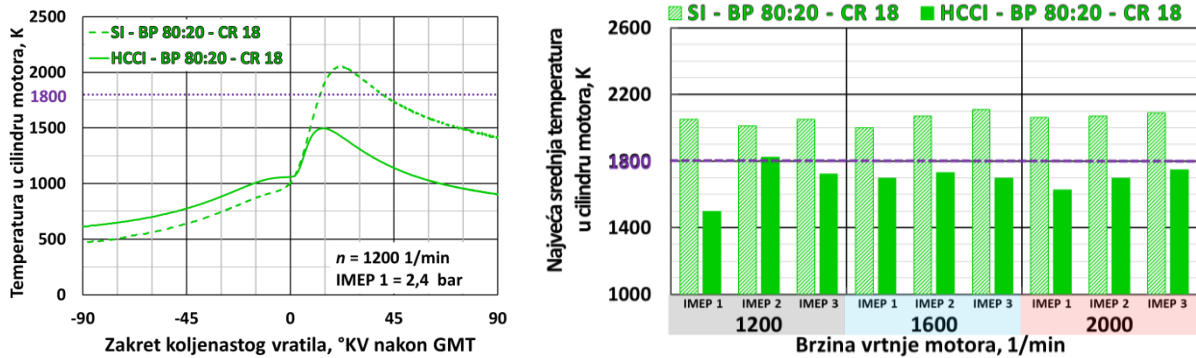 Temperatura u cilindru motora, K
2500
2000
1800
1500
1000
500
0
SI - BP 80:20 - CR 18
HCCI - BP 80:20 - CR 18
n = 1200 1/min
IMEP 1 = 2,4 bar
-90 -45 0 45 90
Zakret koljenastog vratila, °KV nakon GMT
SI - BP 80:20 - CR 18 HCCI - BP 80:20 - CR 18
Najveća srednja temperatura
u cilindru motora, K
2600
2200
1800
1400
1000
IMEP 1 IMEP 2 IMEP 3 IMEP 1 IMEP 2 IMEP 3 IMEP 1 IMEP 2 IMEP 3
1200 1600 2000
Brzina vrtnje motora, 1/min